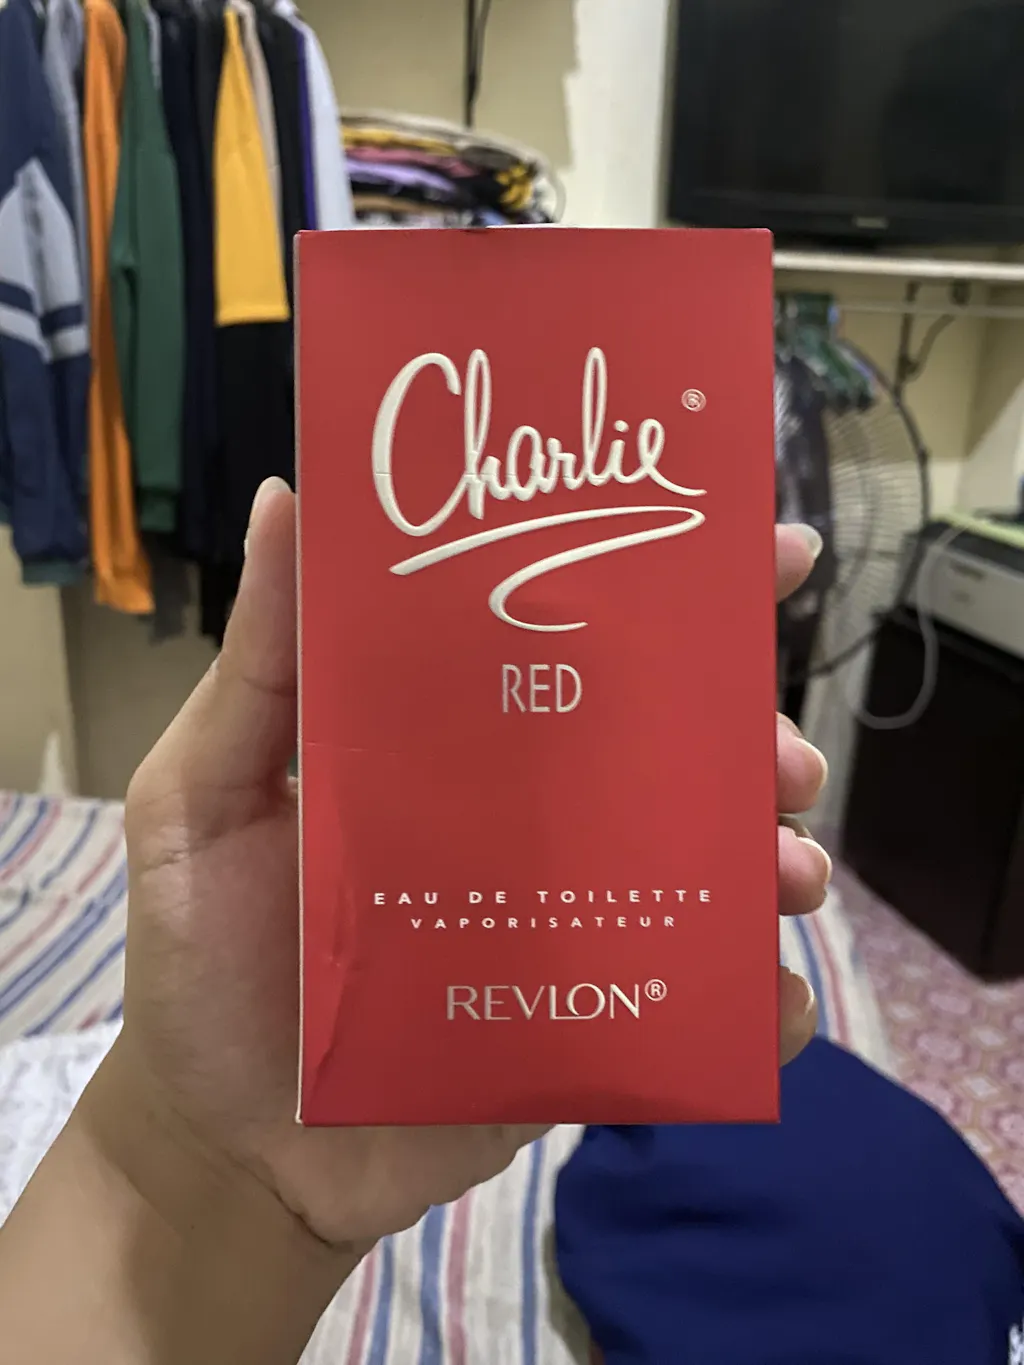 Charlie®
RED
EAU DE TOILETTE
VAPORISATEUR
REVLON®